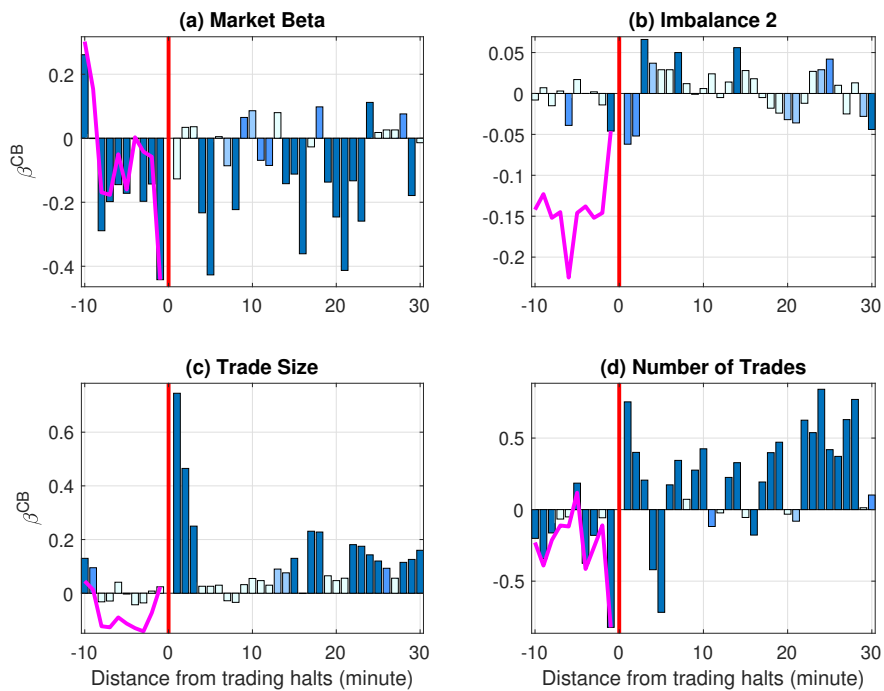 (a) Market Beta
(b) Imbalance 2
0.2
0
-0.2
-0.4
β^CB
-10 0 10 20 30
0.05
0
-0.05
-0.1
-0.15
-0.2
-10 0 10 20 30
(c) Trade Size
(d) Number of Trades
0.6
0.4
0.2
0
β^CB
-10 0 10 20 30
Distance from trading halts (minute)
0.5
0
-0.5
-10 0 10 20 30
Distance from trading halts (minute)